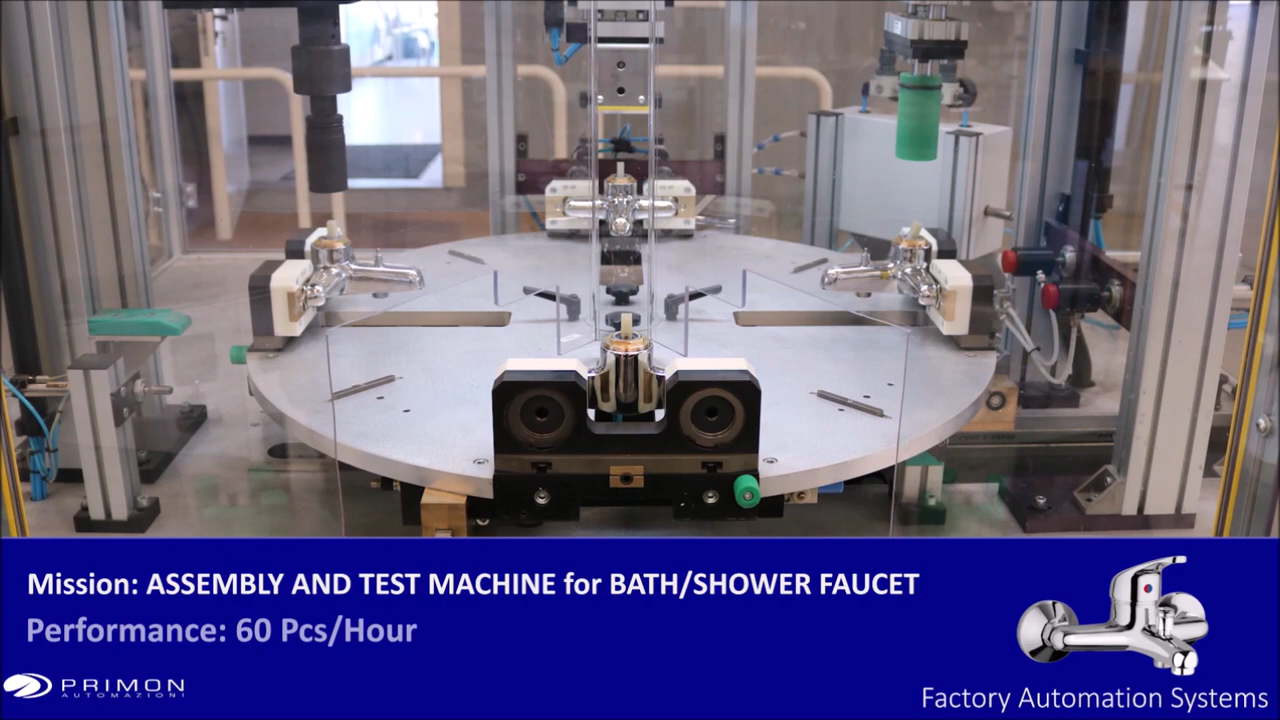 Mission: ASSEMBLY AND TEST MACHINE for BATH/SHOWER FAUCET
Performance: 60 Pcs/Hour
PRIMON
AUTOMAZIONI
Factory Automation Systems